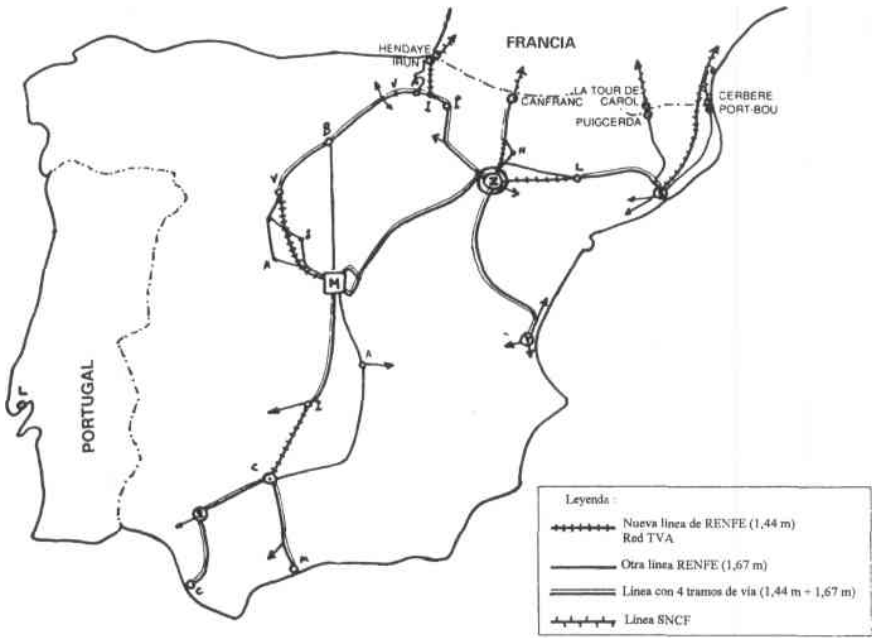 HENDAYE
IRUN
FRANCIA
CANFRANC
LA TOUR DE
CAROL
PUIGCERDA
CERBERE
PORT-BOU
V
A
I
P
B
H
Z
L
V
S
A
M
A
L
PORTUGAL
C
S
C
M
Leyenda :
Nueva línea de RENFE (1,44 m)
Red TVA
Otra línea RENFE (1,67 m)
Línea con 4 tramos de vía (1,44 m + 1,67 m)
Línea SNCF